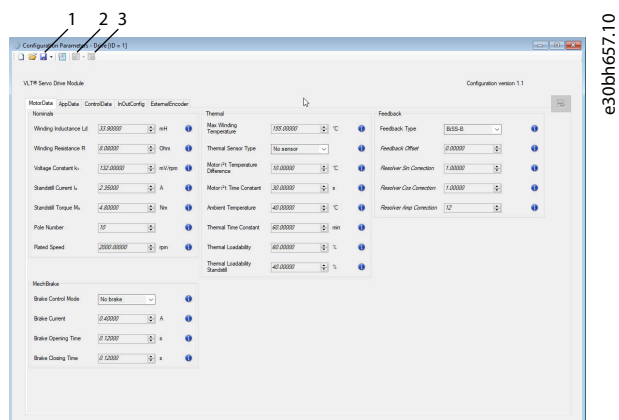 1 2 3
Configuration Parameters - Drive [ID = 1]
VLT® Servo Drive Module
Configuration version 1.1
MotorData AppData ControlData InOutConfig ExternalEncoder
Nominals
Winding Inductance Ld 33.90000 mH
Winding Resistance R 8.08000 Ohm
Voltage Constant kₑ 132.00000 mV/rpm
Standstill Current I₀ 2.35000 A
Standstill Torque M₀ 4.80000 Nm
Pole Number 10
Rated Speed 2000.00000 rpm
MechBrake
Brake Control Mode No brake
Brake Current 0.40000 A
Brake Opening Time 0.12000 s
Brake Closing Time 0.12000 s
Thermal
Max Winding
Temperature 155.00000 °C
Thermal Sensor Type No sensor
Motor I²t Temperature
Difference 10.00000 °C
Motor I²t Time Constant 30.00000 s
Ambient Temperature 40.00000 °C
Thermal Time Constant 60.00000 min
Thermal Loadability 60.00000 %
Thermal Loadability
Standstill 40.00000 %
Feedback
Feedback Type BiSS-B
Feedback Offset 0.00000
Resolver Sin Correction 1.00000
Resolver Cos Correction 1.00000
Resolver Amp Correction 12
e30bh657.10